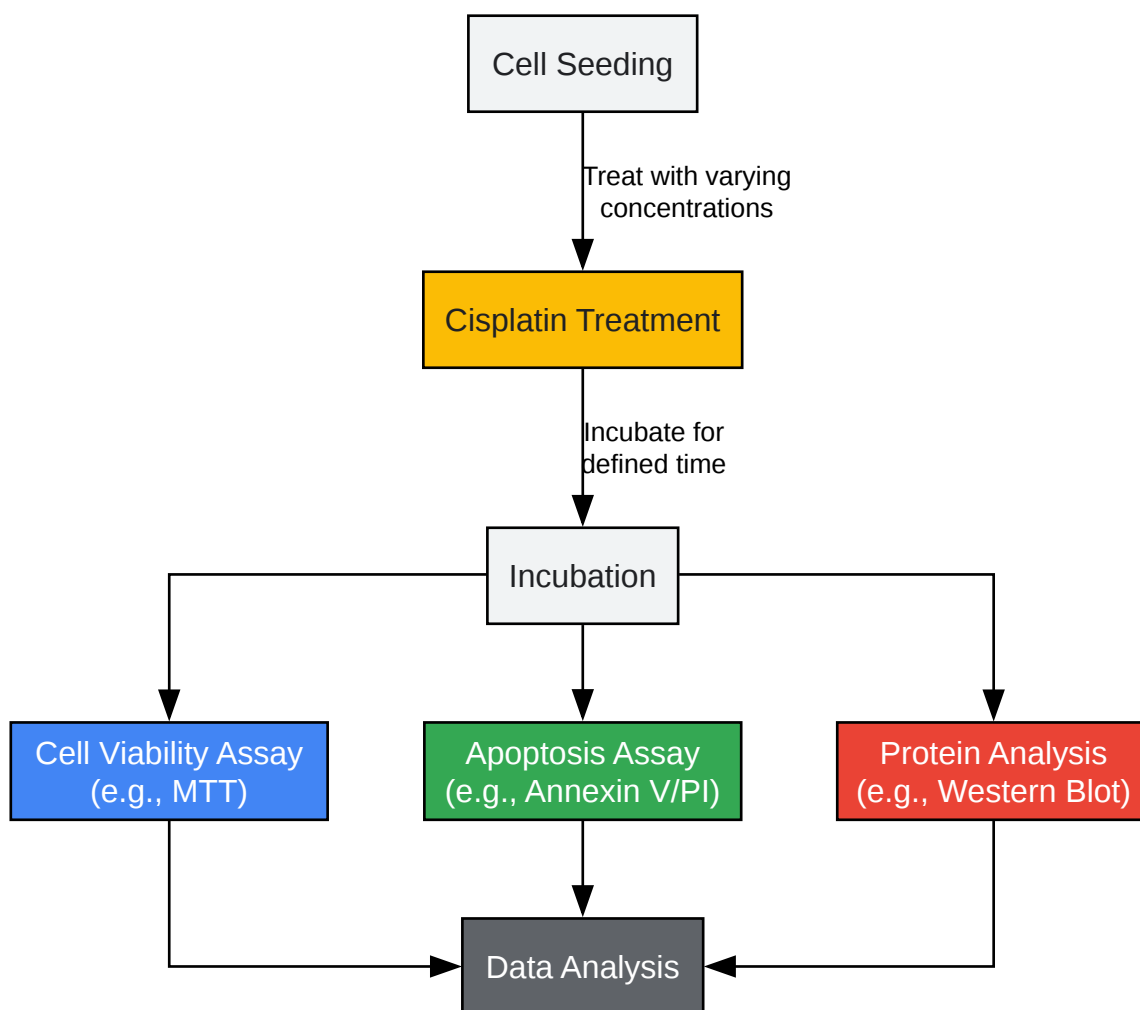 Cell Seeding
Treat with varying
concentrations
Cisplatin Treatment
Incubate for
defined time
Incubation
Cell Viability Assay
(e.g., MTT)
Apoptosis Assay
(e.g., Annexin V/PI)
Protein Analysis
(e.g., Western Blot)
Data Analysis